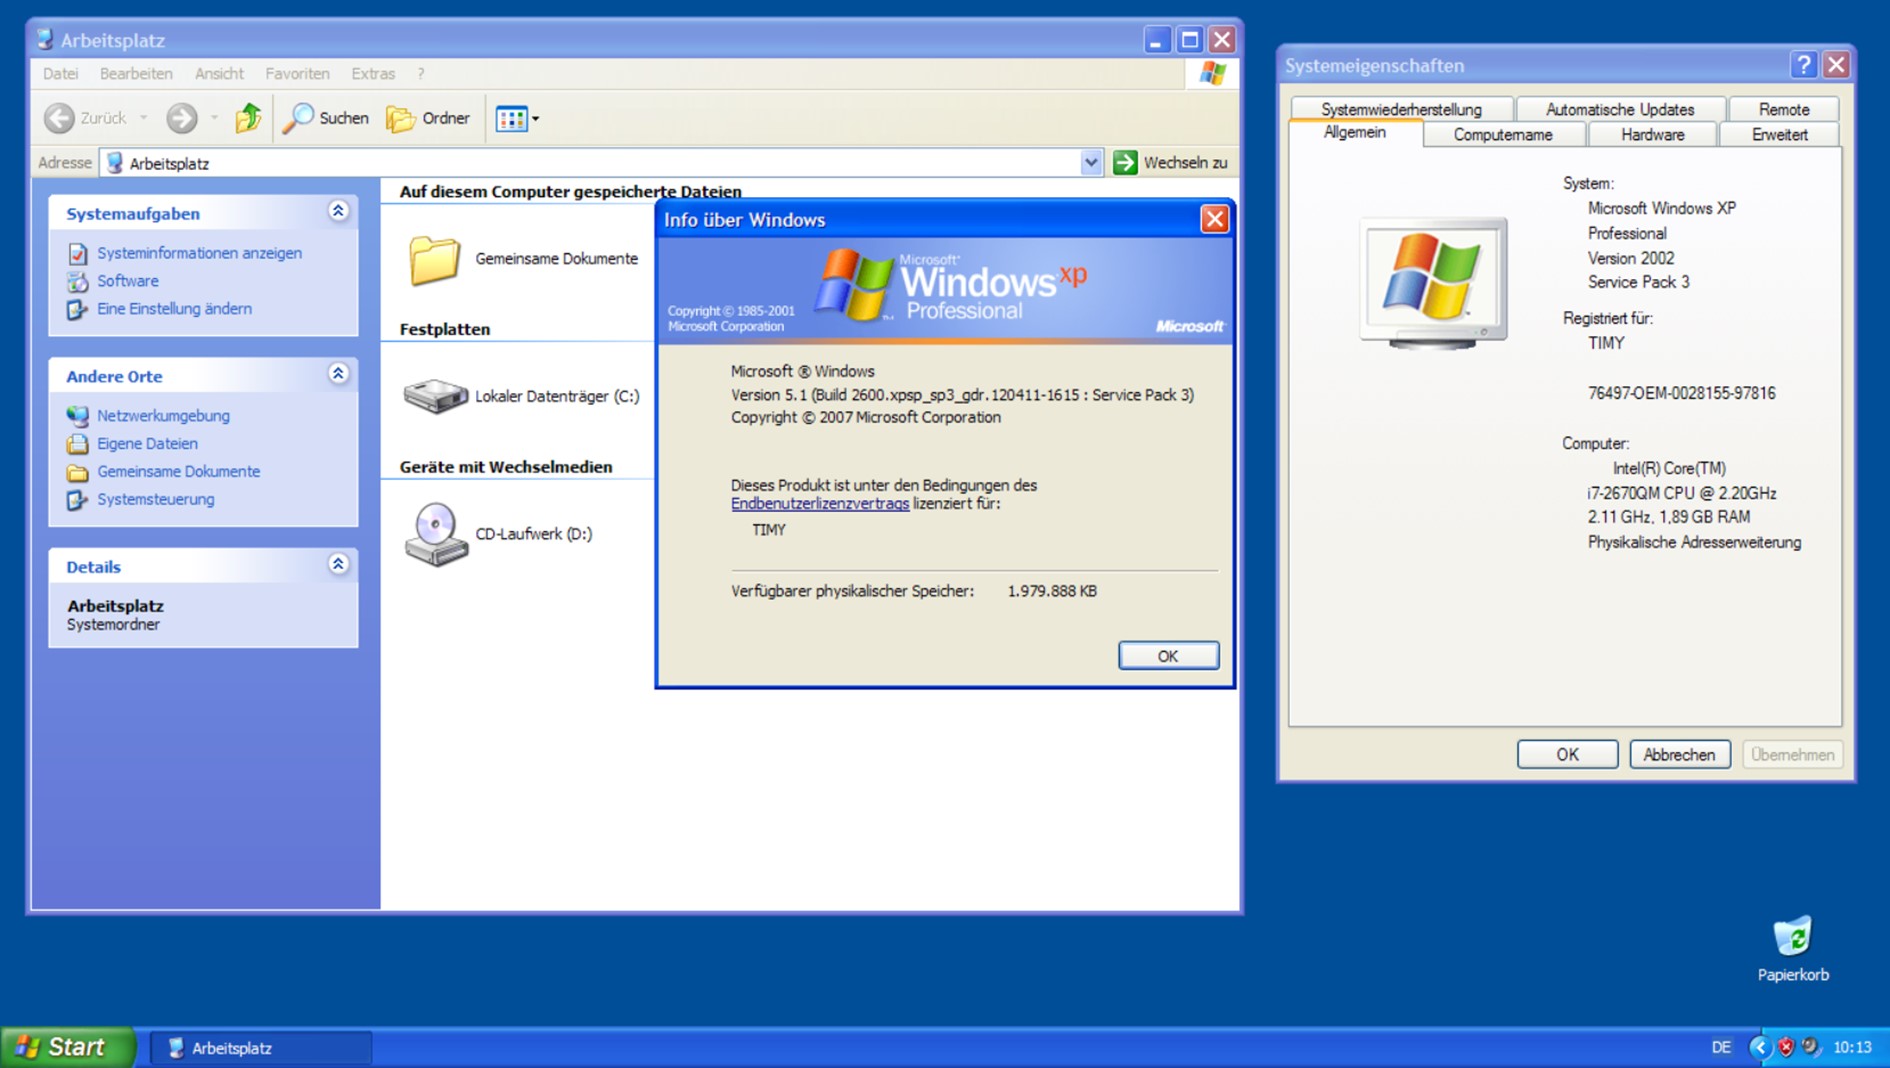 Arbeitsplatz
Datei Bearbeiten Ansicht Favoriten Extras ?
Zurück Suchen Ordner
Adresse Arbeitsplatz Wechseln zu
Systemaufgaben
Systeminformationen anzeigen
Software
Eine Einstellung ändern
Andere Orte
Netzwerkumgebung
Eigene Dateien
Gemeinsame Dokumente
Systemsteuerung
Details
Arbeitsplatz
Systemordner
Auf diesem Computer gespeicherte Dateien
Gemeinsame Dokumente
Festplatten
Lokaler Datenträger (C:)
Geräte mit Wechselmedien
CD-Laufwerk (D:)
Info über Windows
Microsoft®
Windows xp
Professional
™
Copyright © 1985-2001
Microsoft Corporation
Microsoft
Microsoft ® Windows
Version 5.1 (Build 2600.xpsp_sp3_gdr.120411-1615 : Service Pack 3)
Copyright © 2007 Microsoft Corporation
Dieses Produkt ist unter den Bedingungen des
Endbenutzerlizenzvertrags lizenziert für:
TIMY
Verfügbarer physikalischer Speicher: 1.979.888 KB
OK
Systemeigenschaften ?
Systemwiederherstellung Automatische Updates Remote
Allgemein Computername Hardware Erweitert
System:
Microsoft Windows XP
Professional
Version 2002
Service Pack 3
Registriert für:
TIMY
76497-OEM-0028155-97816
Computer:
Intel(R) Core(TM)
i7-2670QM CPU @ 2.20GHz
2.11 GHz, 1,89 GB RAM
Physikalische Adresserweiterung
OK Abbrechen Übernehmen
Papierkorb
Start Arbeitsplatz DE 10:13